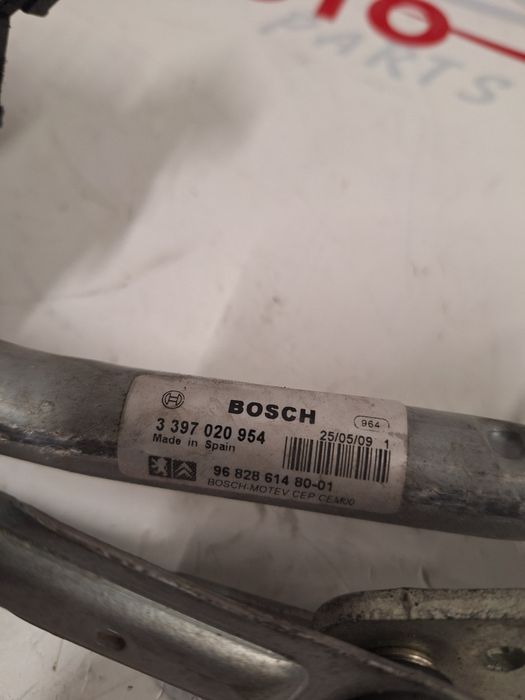 PARTS
BOSCH
964
3 397 020 954
25/05/09 1
Made in Spain
96 828 614 80-01
BOSCH-MOTEV CEP CEM00